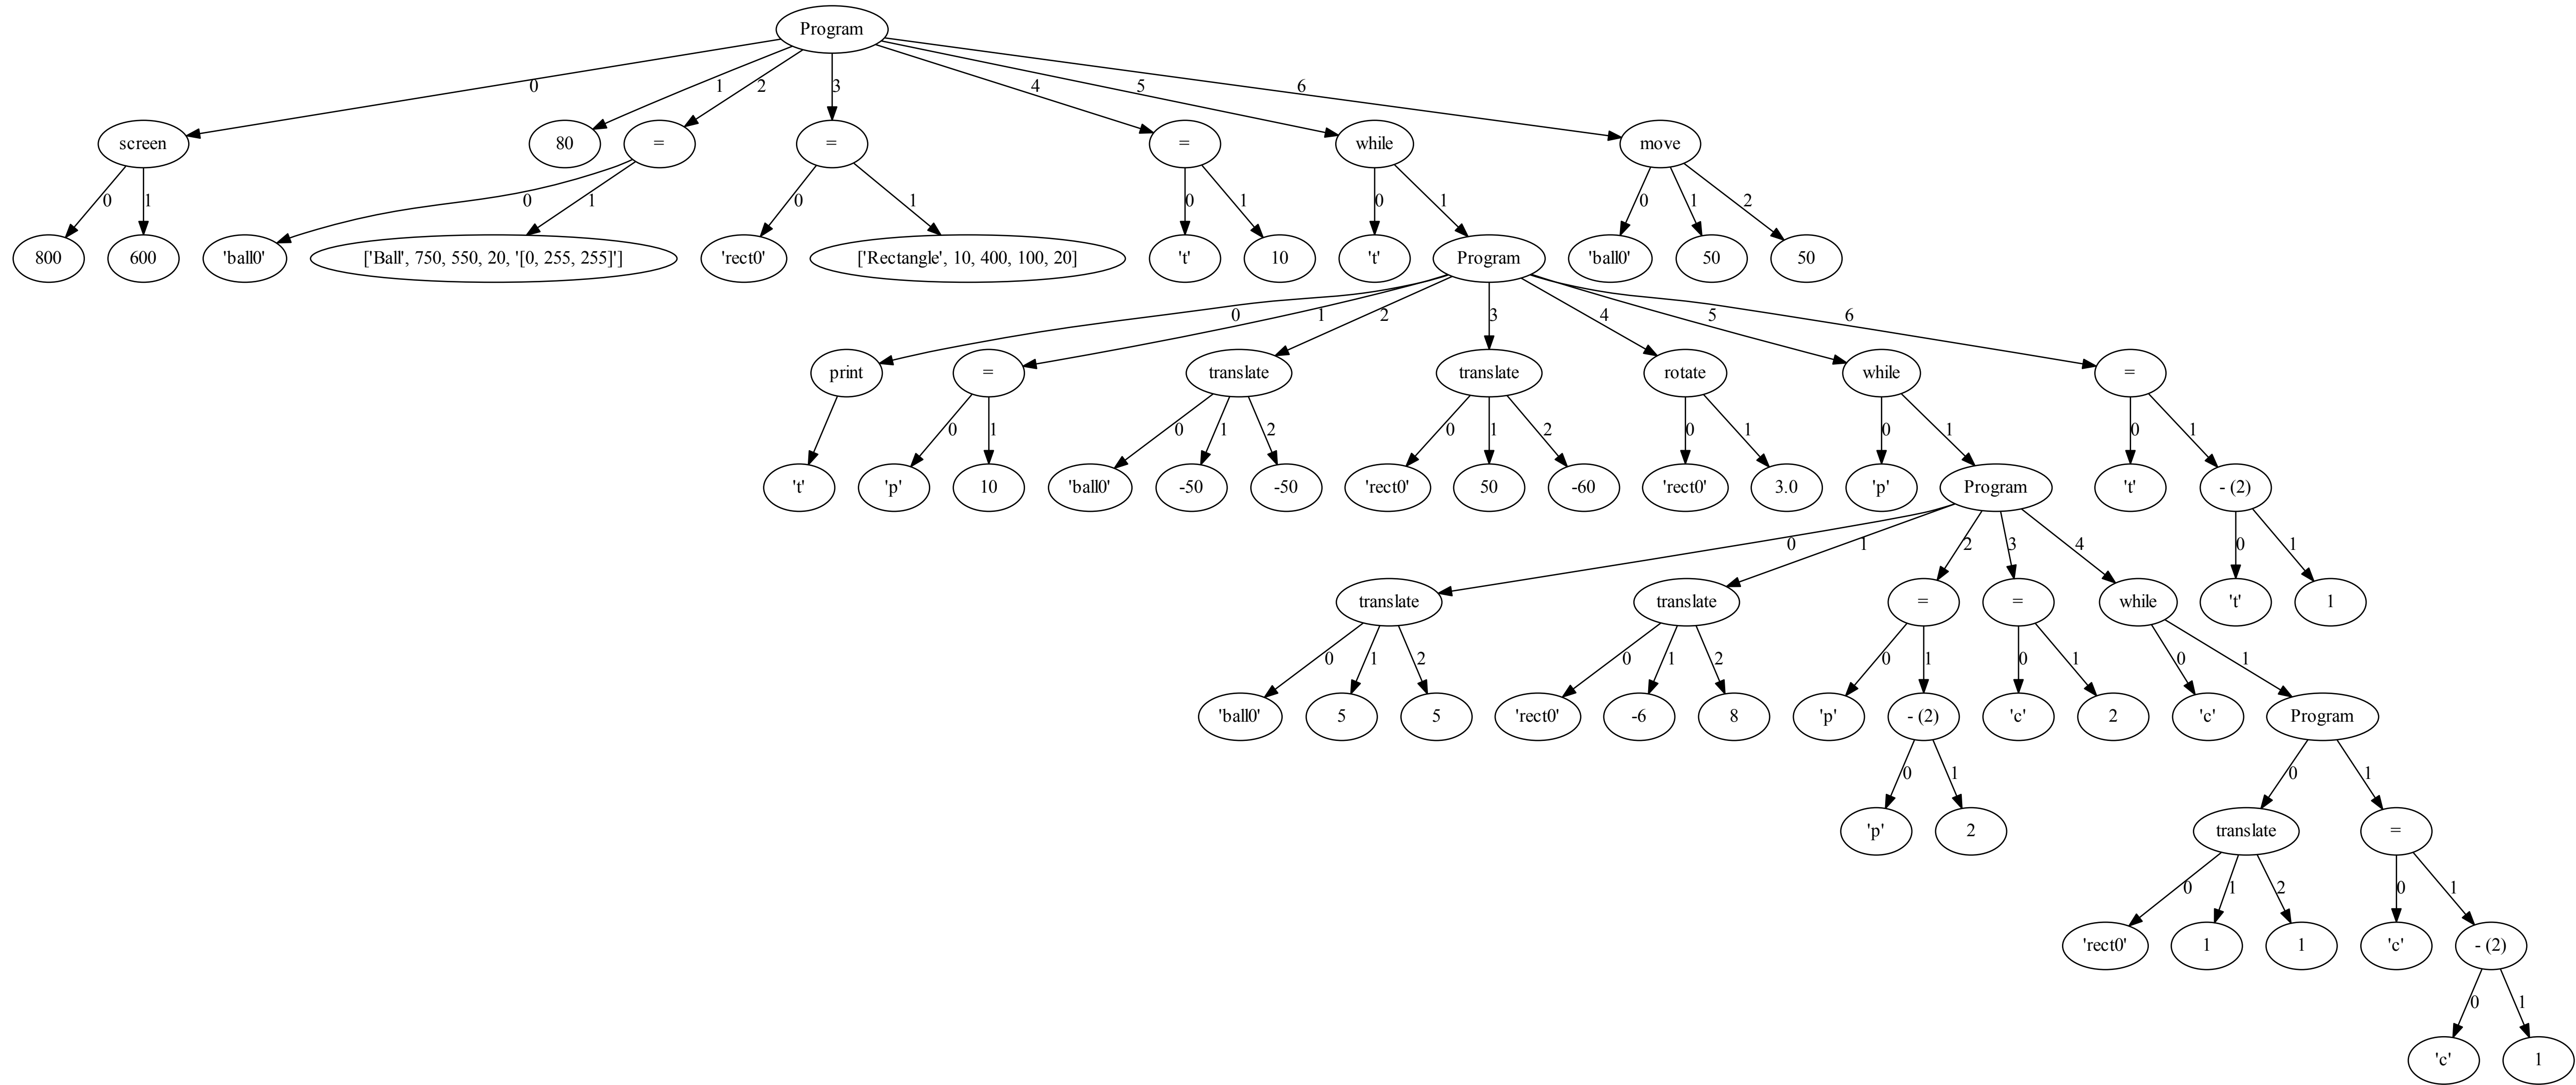 Program
0 1 2 3 4 5 6
screen 80 = = = while move
0 1 0 1 0 1 0 1 0 1 0 1 2
800 600 'ball0' ['Ball', 750, 550, 20, '[0, 255, 255]'] 'rect0' ['Rectangle', 10, 400, 100, 20] 't' 10 't' Program 'ball0' 50 50
0 1 2 3 4 5 6
print = translate translate rotate while =
0 1 0 1 2 0 1 2 0 1 0 1 0 1
't' 'p' 10 'ball0' -50 -50 'rect0' 50 -60 'rect0' 3.0 'p' Program 't' - (2)
0 1 2 3 4 0 1
translate translate = = while 't' 1
0 1 2 0 1 2 0 1 0 1 0 1
'ball0' 5 5 'rect0' -6 8 'p' - (2) 'c' 2 'c' Program
0 1 0 1
'p' 2 translate =
0 1 2 0 1
'rect0' 1 1 'c' - (2)
0 1
'c' 1